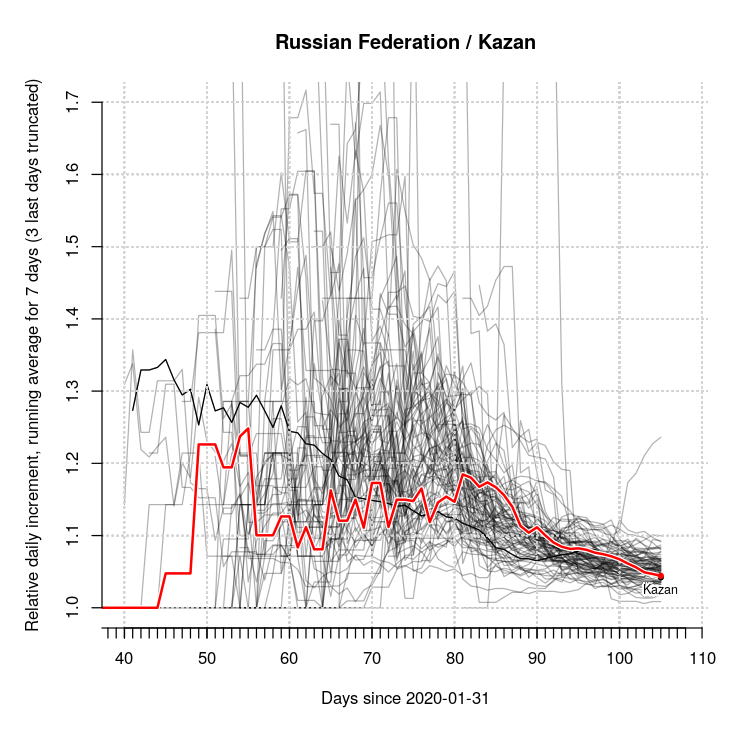 Russian Federation / Kazan
Relative daily increment, running average for 7 days (3 last days truncated)
1.7
1.6
1.5
1.4
1.3
1.2
1.1
1.0
Kazan
40 50 60 70 80 90 100 110
Days since 2020-01-31